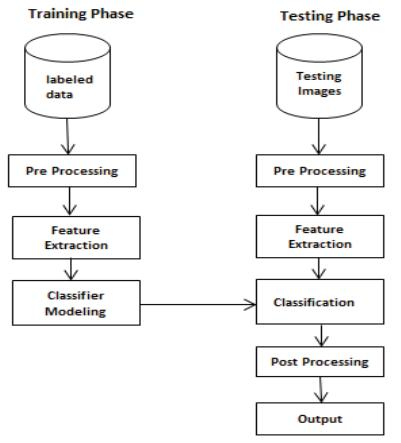 Training Phase
labeled
data
Pre Processing
Feature
Extraction
Classifier
Modeling
Testing Phase
Testing
Images
Pre Processing
Feature
Extraction
Classification
Post Processing
Output